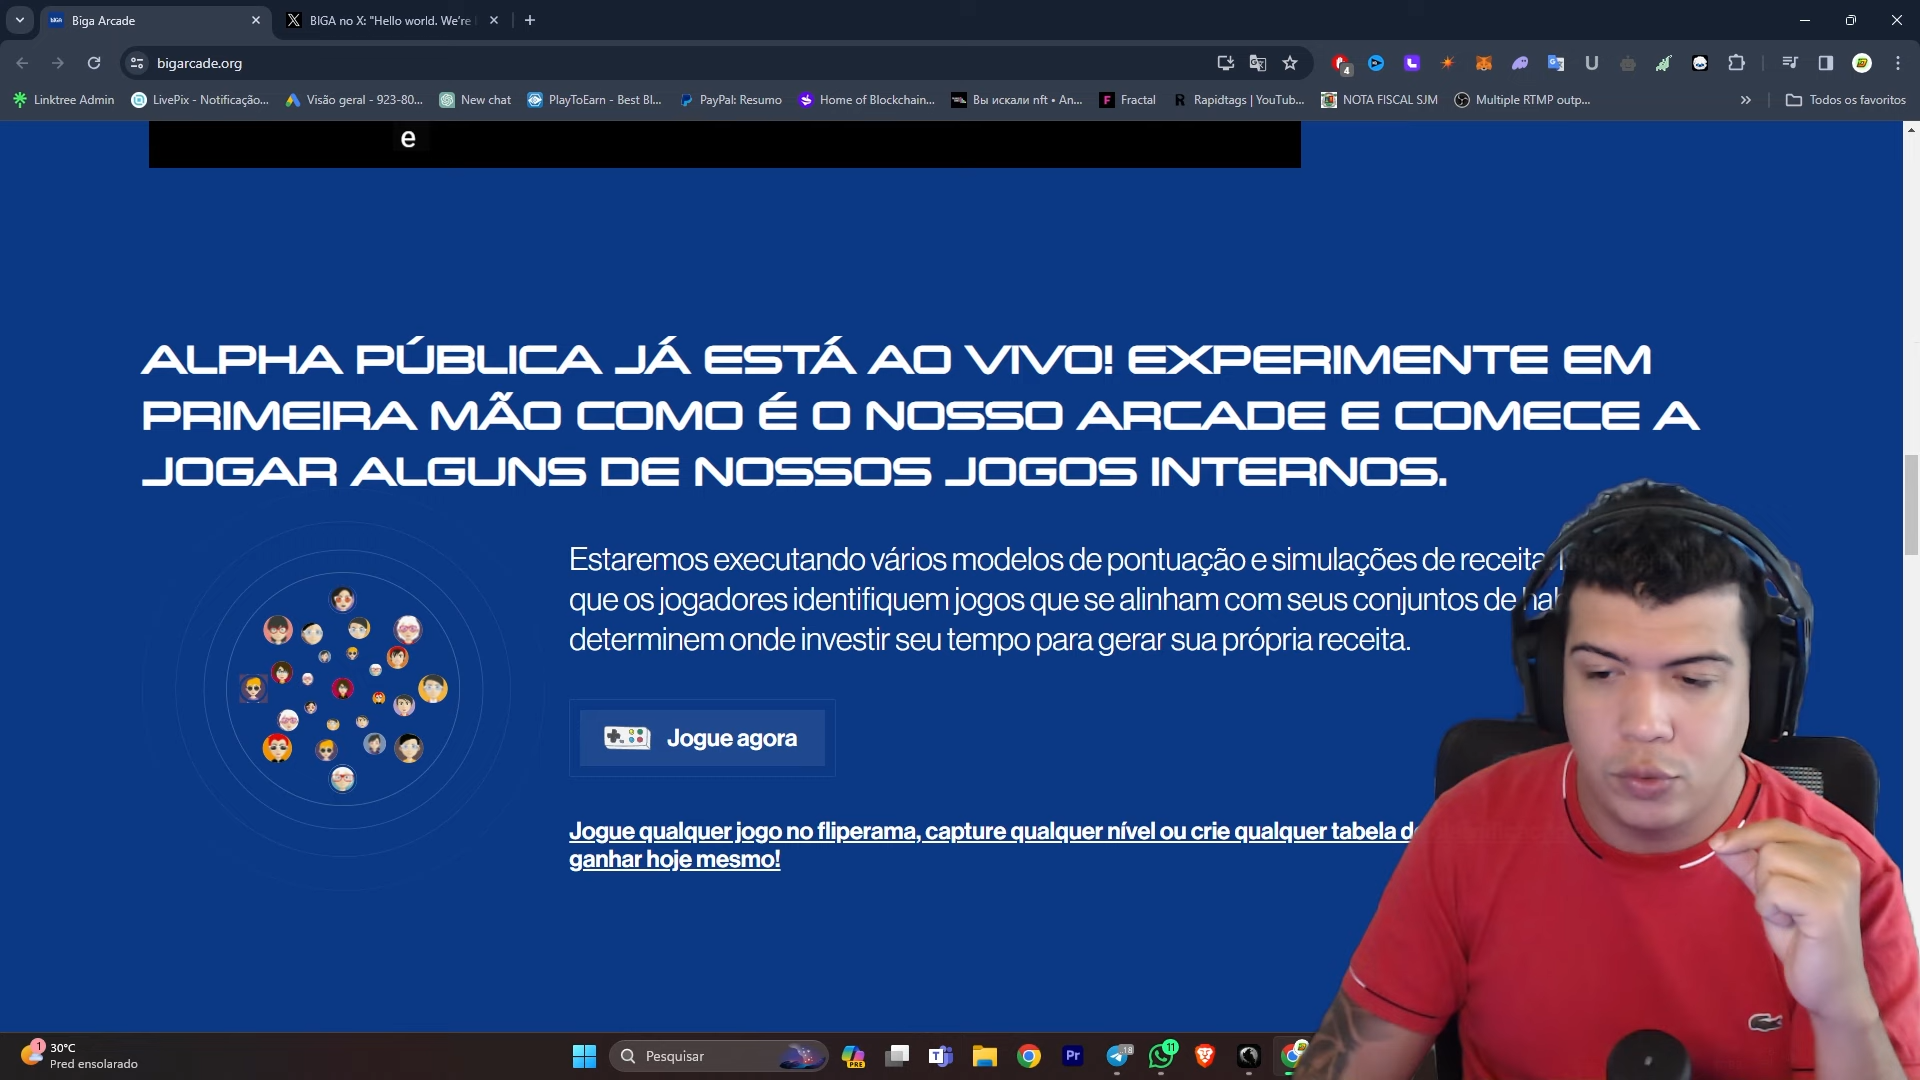 Biga Arcade
BIGA no X: "Hello world. We're
bigarcade.org
4
Linktree Admin
LivePix - Notificação...
Visão geral - 923-80...
New chat
PlayToEarn - Best Bl...
PayPal: Resumo
Home of Blockchain...
Вы искали nft • An...
Fractal
Rapidtags | YouTub...
NOTA FISCAL SJM
Multiple RTMP outp...
Todos os favoritos
e
ALPHA PÚBLICA JÁ ESTÁ AO VIVO! EXPERIMENTE EM
PRIMEIRA MÃO COMO É O NOSSO ARCADE E COMECE A
JOGAR ALGUNS DE NOSSOS JOGOS INTERNOS.
Estaremos executando vários modelos de pontuação e simulações de receita.
que os jogadores identifiquem jogos que se alinham com seus conjuntos de
determinem onde investir seu tempo para gerar sua própria receita.
Jogue agora
Jogue qualquer jogo no fliperama, capture qualquer nível ou crie qualquer tabela
ganhar hoje mesmo!
1
30°C
Pred ensolarado
Pesquisar
PRE
18
11